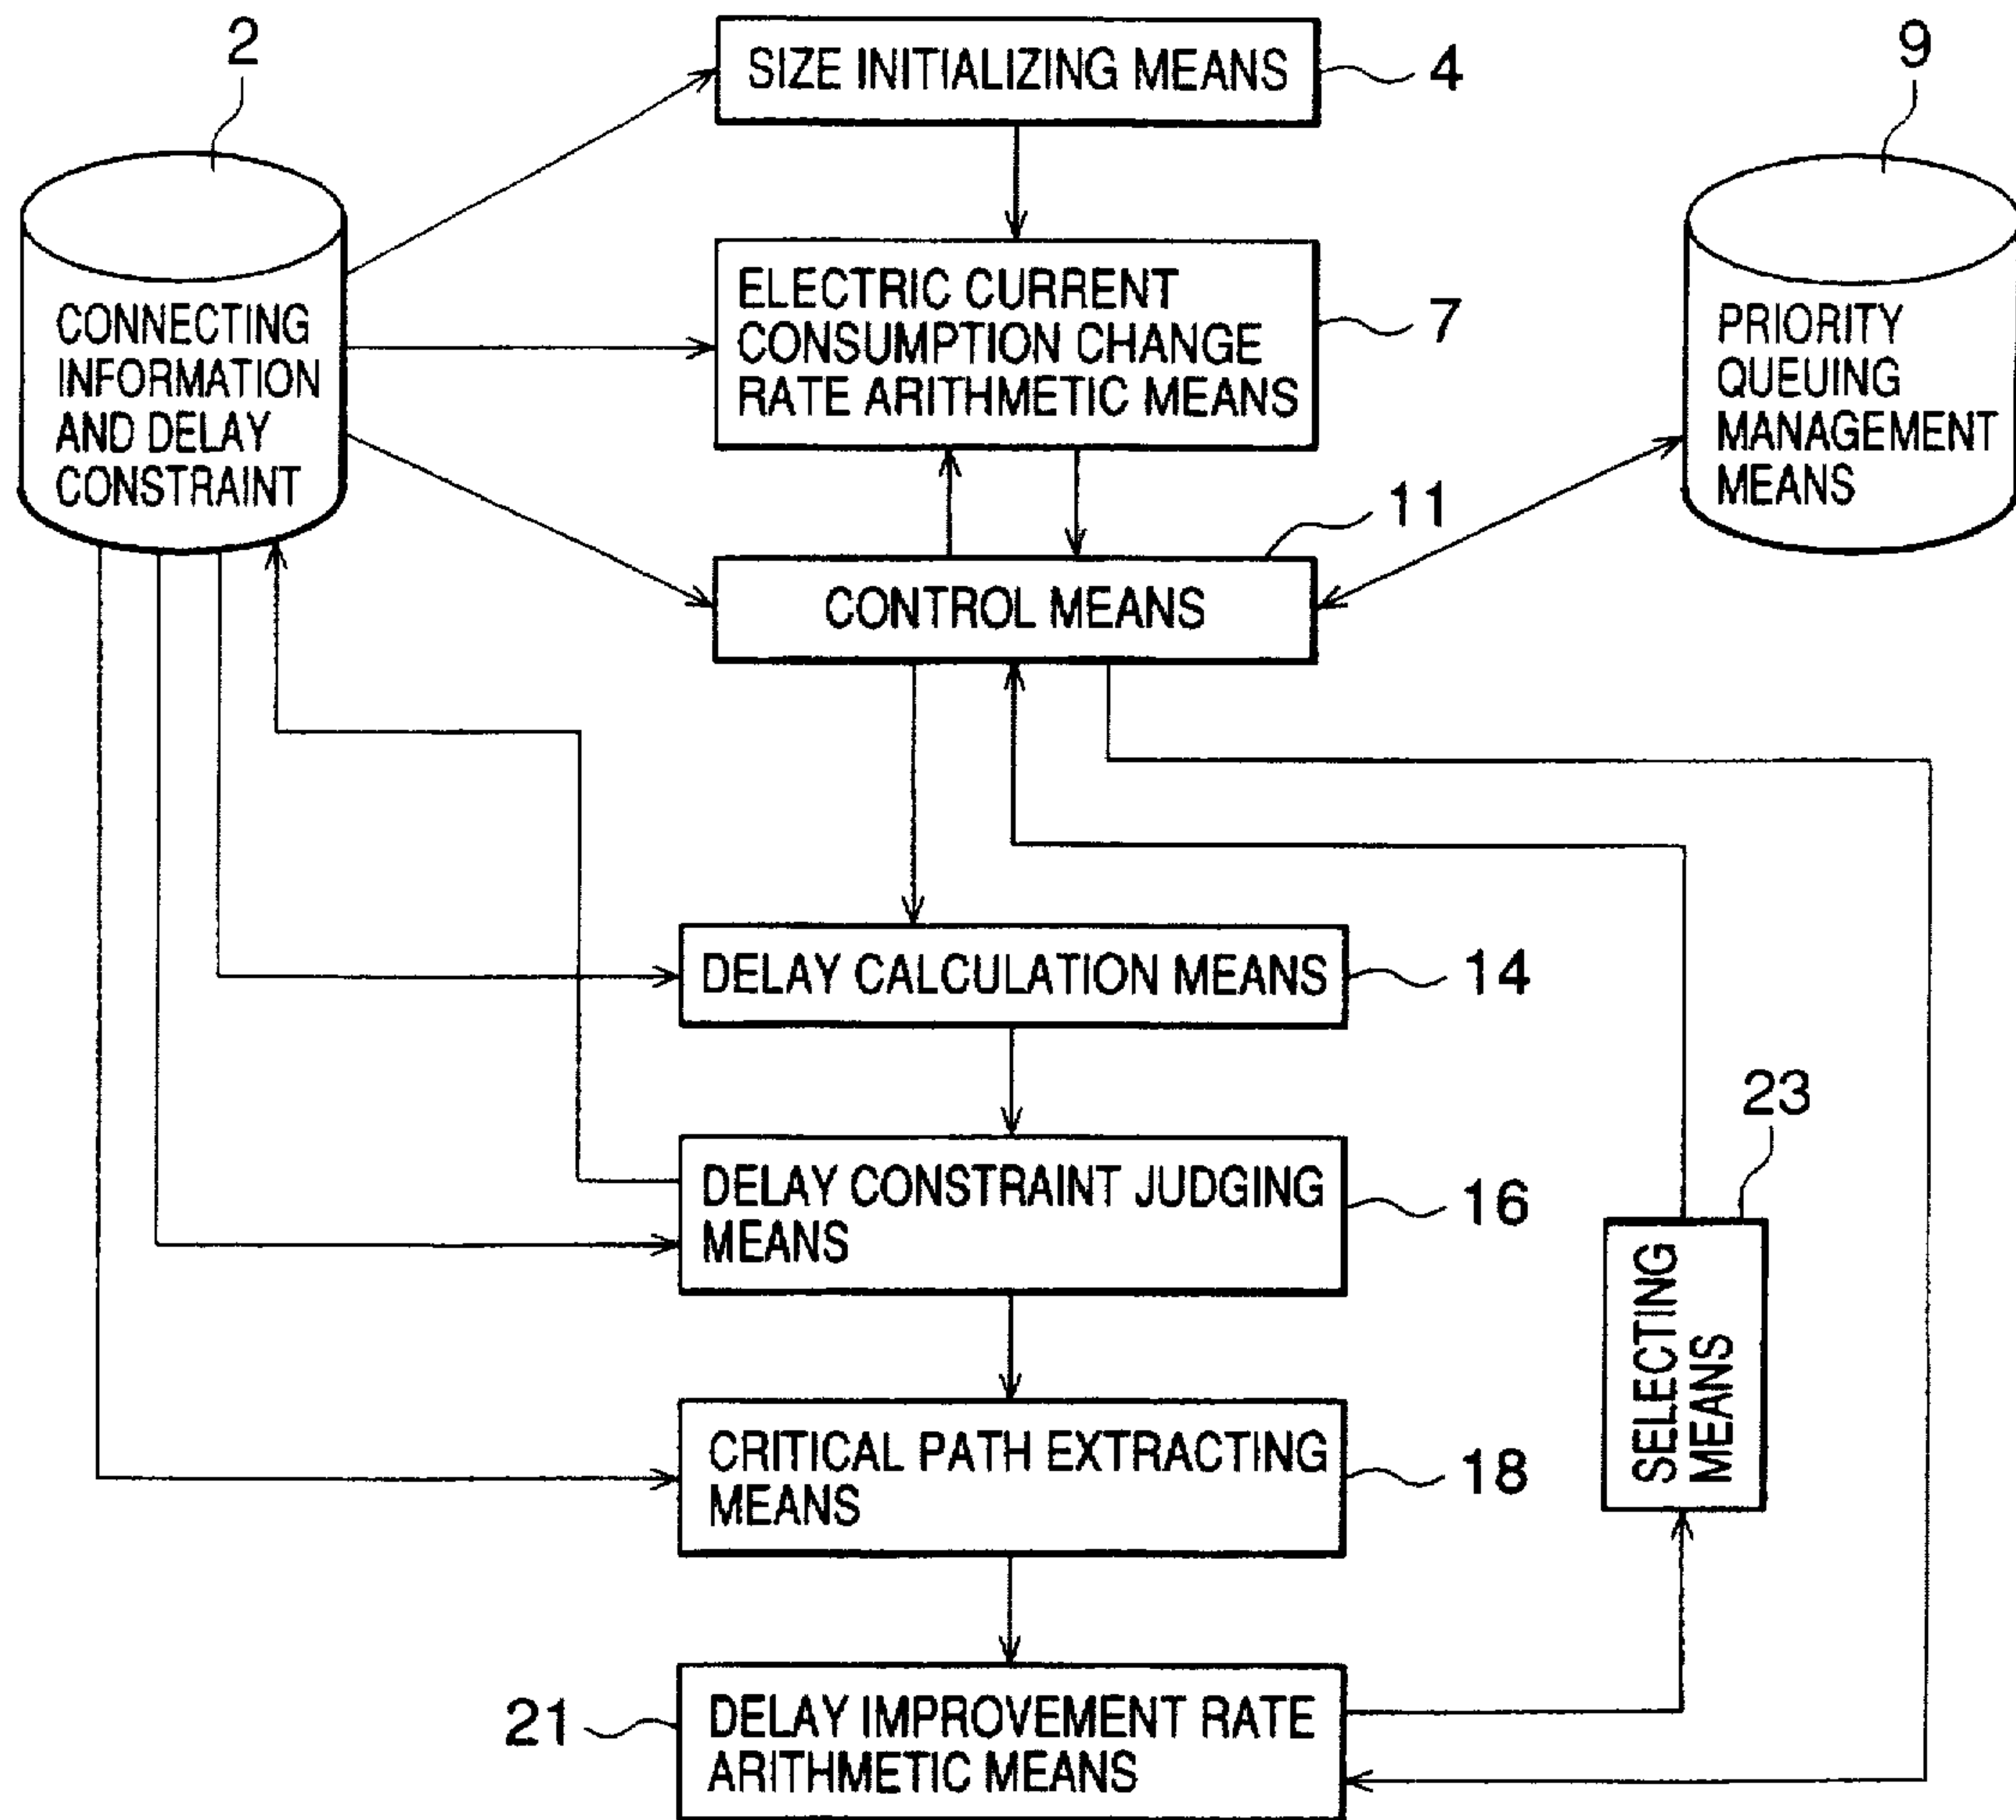 2
SIZE INITIALIZING MEANS
4
9
CONNECTING
INFORMATION
AND DELAY
CONSTRAINT
ELECTRIC CURRENT
CONSUMPTION CHANGE
RATE ARITHMETIC MEANS
7
PRIORITY
QUEUING
MANAGEMENT
MEANS
11
CONTROL MEANS
DELAY CALCULATION MEANS
14
DELAY CONSTRAINT JUDGING
MEANS
16
23
SELECTING
MEANS
CRITICAL PATH EXTRACTING
MEANS
18
21
DELAY IMPROVEMENT RATE
ARITHMETIC MEANS